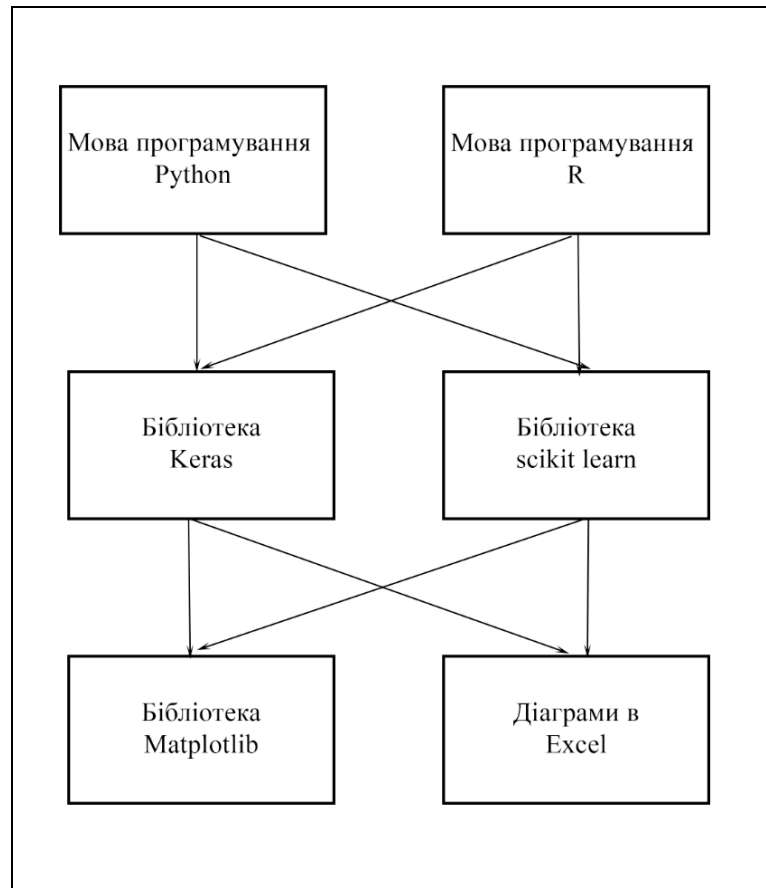 Мова програмування
Python
Мова програмування
R
Бібліотека
Keras
Бібліотека
scikit learn
Бібліотека
Matplotlib
Діаграми в
Excel